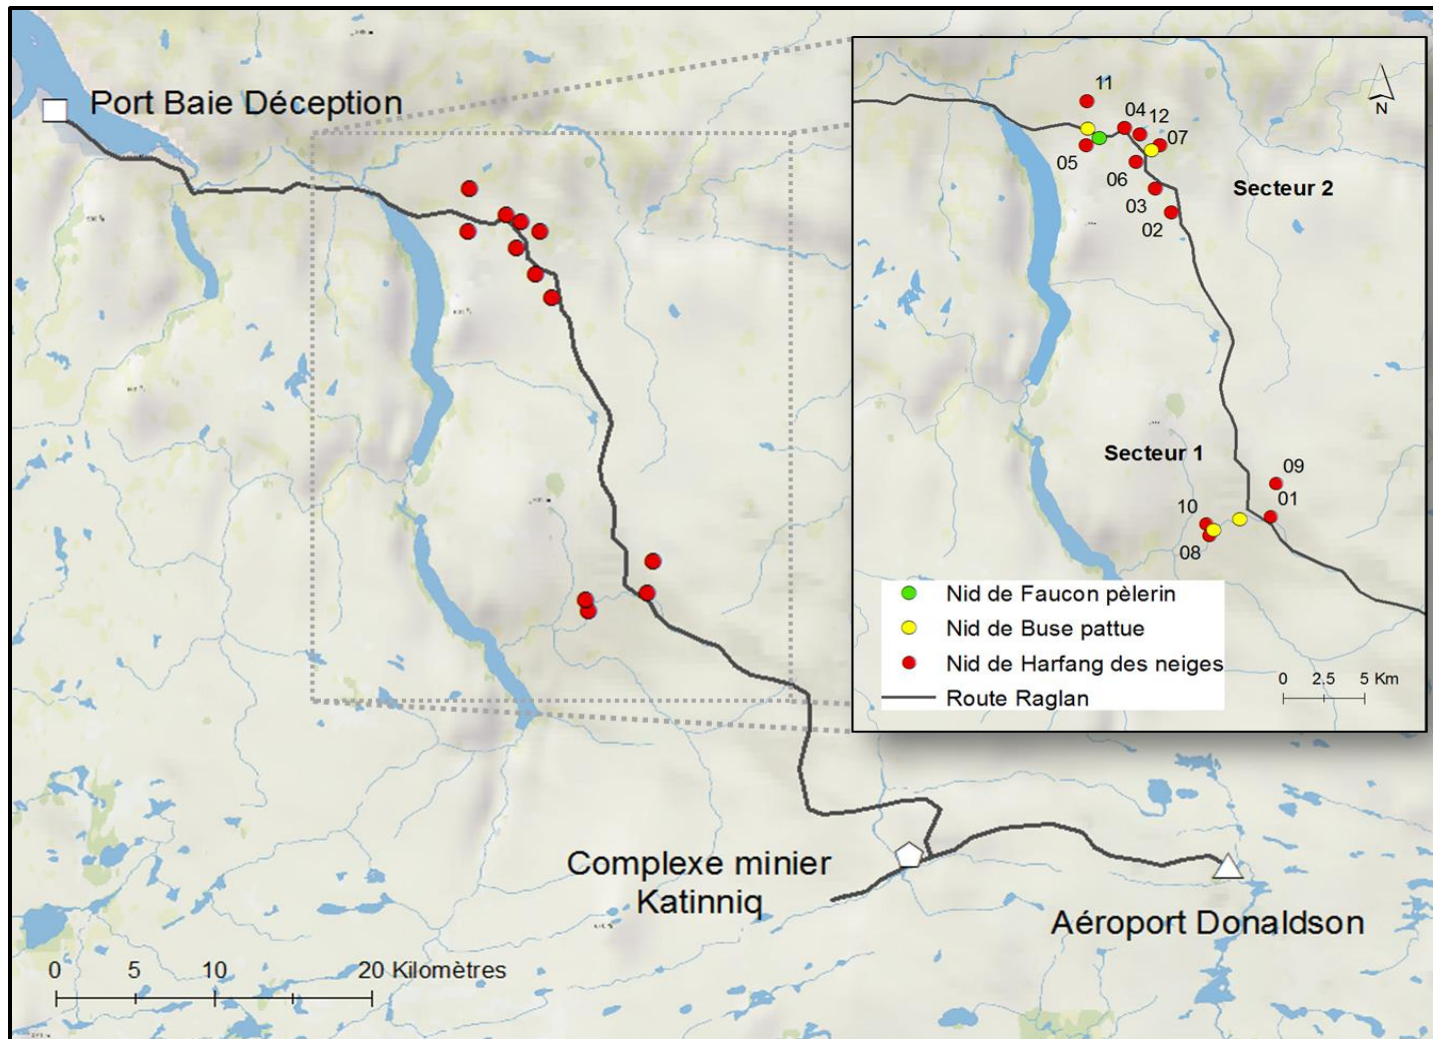 Port Baie Déception
11
04
12
07
05
06
03
02
Secteur 2
N
Secteur 1
09
01
10
08
Nid de Faucon pèlerin
Nid de Buse pattue
Nid de Harfang des neiges
Route Raglan
0 2,5 5 Km
Complexe minier
Katinniq
Aéroport Donaldson
0 5 10 20 Kilomètres